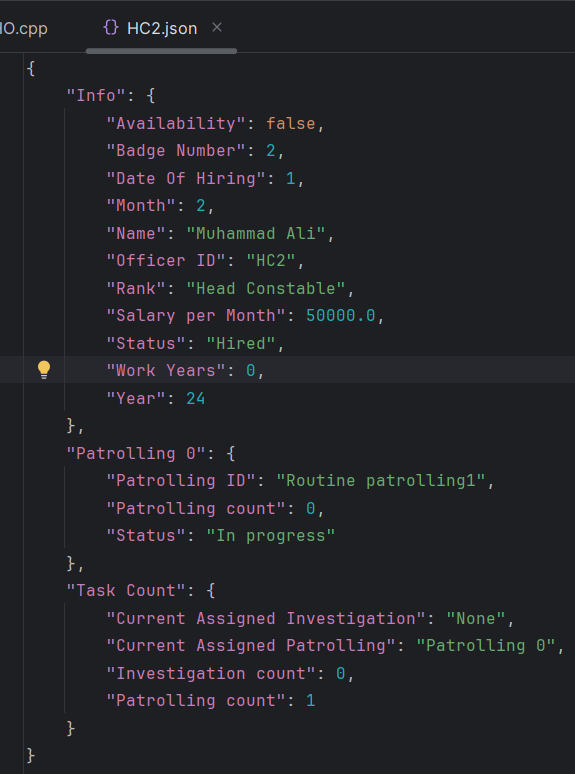 HO.cpp
{} HC2.json ×
{
    "Info": {
        "Availability": false,
        "Badge Number": 2,
        "Date Of Hiring": 1,
        "Month": 2,
        "Name": "Muhammad Ali",
        "Officer ID": "HC2",
        "Rank": "Head Constable",
        "Salary per Month": 50000.0,
        "Status": "Hired",
        "Work Years": 0,
        "Year": 24
    },
    "Patrolling 0": {
        "Patrolling ID": "Routine patrolling1",
        "Patrolling count": 0,
        "Status": "In progress"
    },
    "Task Count": {
        "Current Assigned Investigation": "None",
        "Current Assigned Patrolling": "Patrolling 0",
        "Investigation count": 0,
        "Patrolling count": 1
    }
}